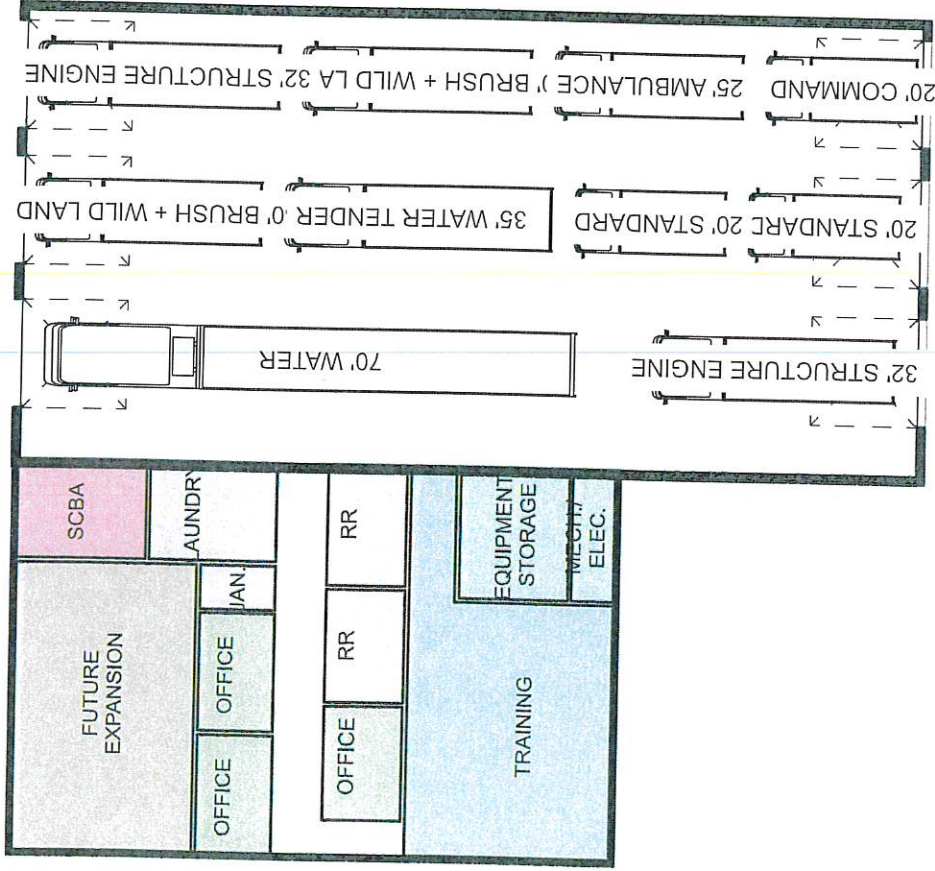 32' STRUCTURE ENGINE
' BRUSH + WILD LA
25' AMBULANCE
20' COMMAND
0' BRUSH + WILD LAND
35' WATER TENDER
20' STANDARD
20' STANDARD
70' WATER
32' STRUCTURE ENGINE
SCBA
AUNDRY
RR
EQUIPMENT
STORAGE
MECH./
ELEC.
FUTURE
EXPANSION
JAN.
OFFICE
RR
OFFICE
OFFICE
TRAINING